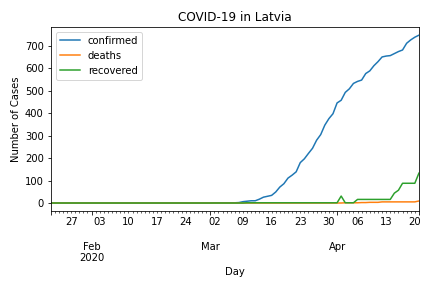 COVID-19 in Latvia
confirmed
deaths
recovered
Number of Cases
700
600
500
400
300
200
100
0
27 03 10 17 24 02 09 16 23 30 06 13 20
Feb Mar Apr
2020
Day